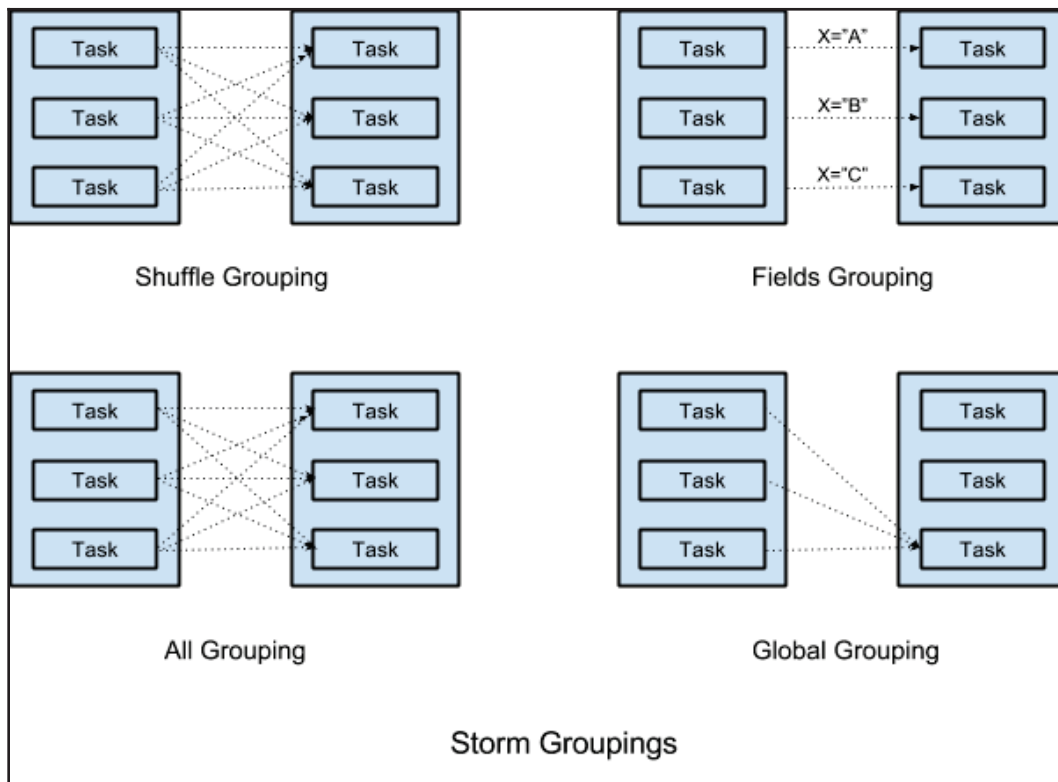 Task
Task
Task
Task
Task
Task
Shuffle Grouping
Task
Task
Task
X="A"
X="B"
X="C"
Task
Task
Task
Fields Grouping
Task
Task
Task
Task
Task
Task
All Grouping
Task
Task
Task
Task
Task
Task
Global Grouping
Storm Groupings